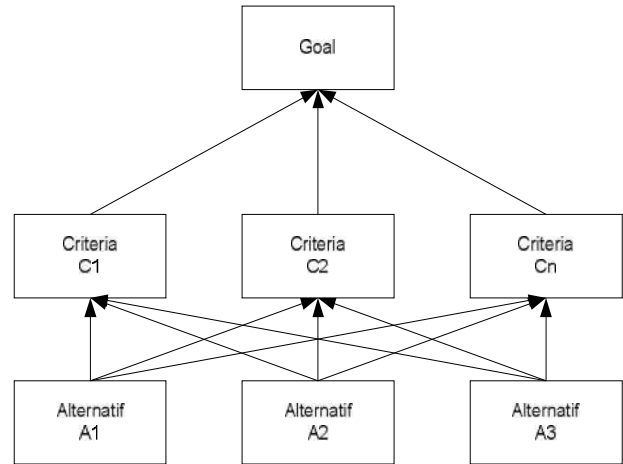 Goal
Criteria
C1
Criteria
C2
Criteria
Cn
Alternatif
A1
Alternatif
A2
Alternatif
A3